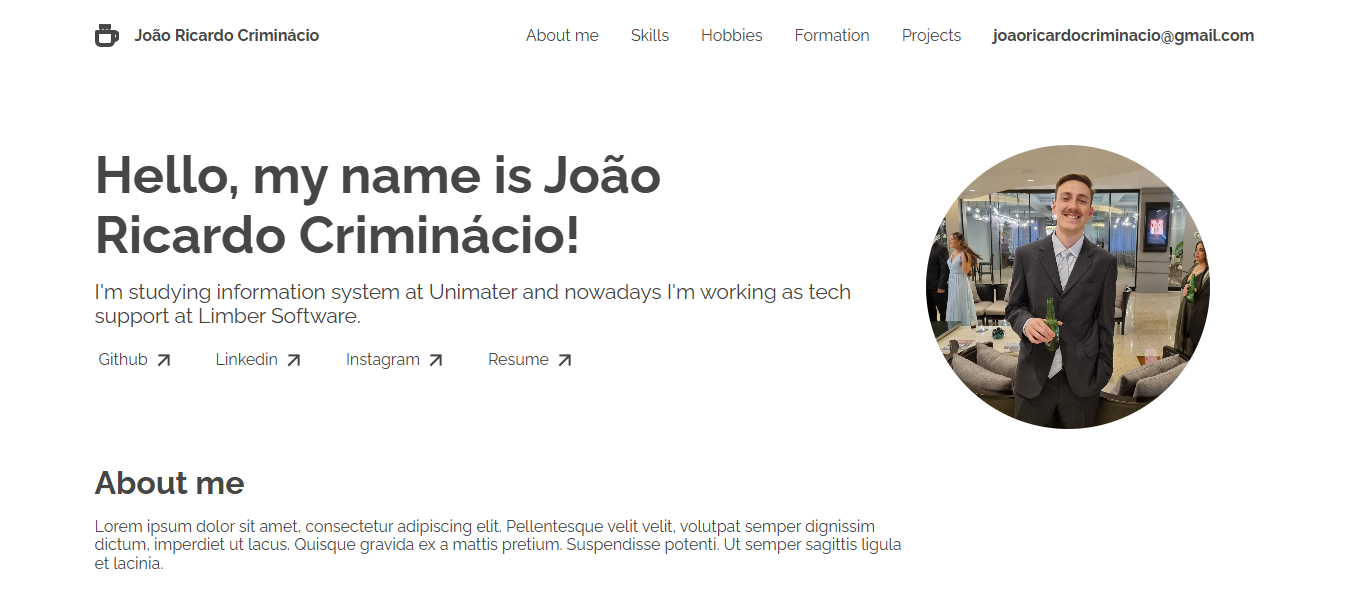 João Ricardo Criminácio
About me Skills Hobbies Formation Projects joaoricardocriminacio@gmail.com
Hello, my name is João
Ricardo Criminácio!
I'm studying information system at Unimater and nowadays I'm working as tech
support at Limber Software.
Github Linkedin Instagram Resume
About me
Lorem ipsum dolor sit amet, consectetur adipiscing elit. Pellentesque velit velit, volutpat semper dignissim
dictum, imperdiet ut lacus. Quisque gravida ex a mattis pretium. Suspendisse potenti. Ut semper sagittis ligula
et lacinia.